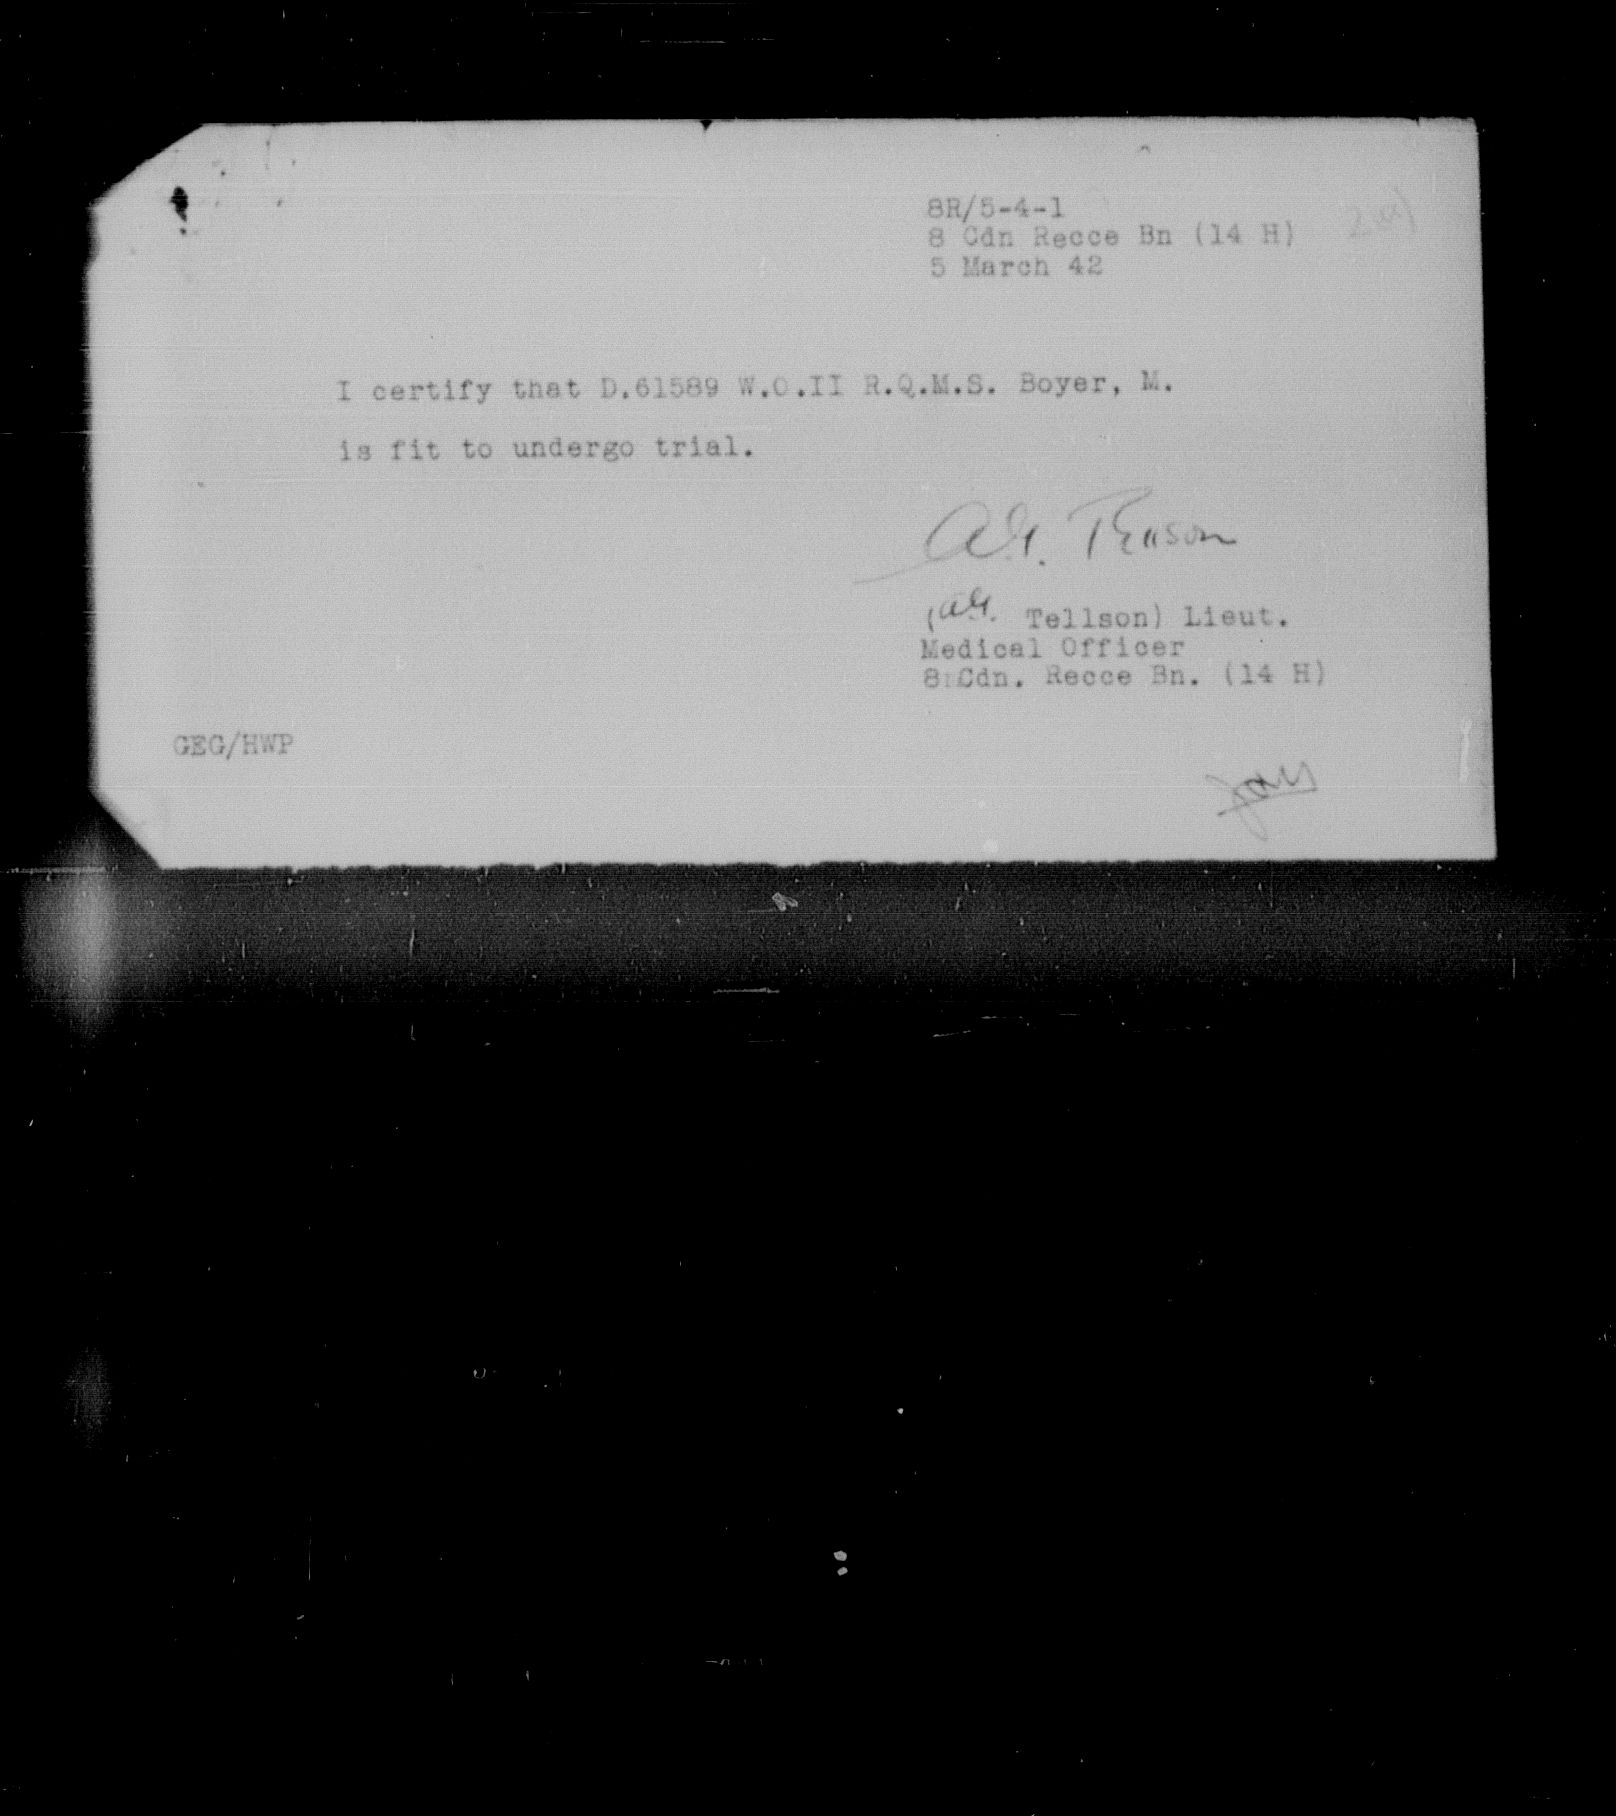 8R/5-4-1
8 Cdn Recce Bn (14 H)
5 March 42
I certify that D.61589 W.O.II R.Q.M.S. Boyer, M.
is fit to undergo trial.
Tellson) Lieut.
Medical Officer
8 Cdn. Recce Bn. (14 H)
GEG/HWP